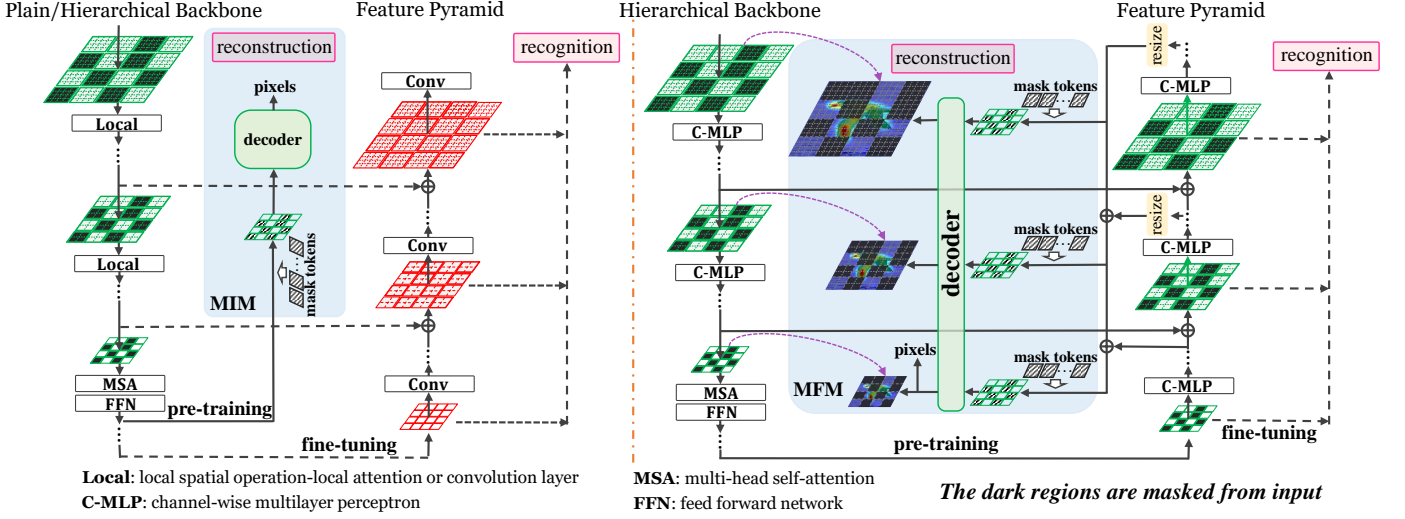 Plain/Hierarchical Backbone
Feature Pyramid
reconstruction
recognition
pixels
Conv
Local
decoder
mask tokens
Local
Conv
MIM
MSA
FFN
Conv
pre-training
fine-tuning
Hierarchical Backbone
Feature Pyramid
reconstruction
resize
recognition
C-MLP
mask tokens
C-MLP
decoder
resize
mask tokens
C-MLP
C-MLP
pixels
mask tokens
MFM
C-MLP
MSA
FFN
pre-training
fine-tuning
Local: local spatial operation-local attention or convolution layer
C-MLP: channel-wise multilayer perceptron
MSA: multi-head self-attention
FFN: feed forward network
The dark regions are masked from input